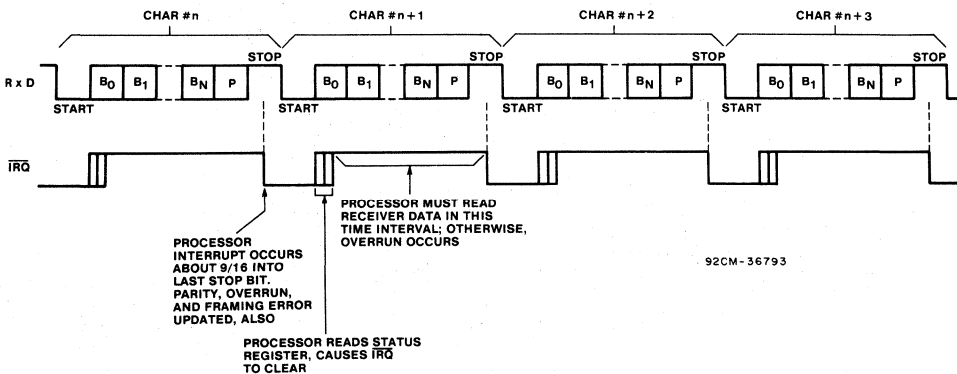 CHAR #n CHAR #n+1 CHAR #n+2 CHAR #n+3
STOP STOP STOP STOP
R x D B0 B1 BN P B0 B1 BN P B0 B1 BN P B0 B1 BN P
START START START START
IRQ
PROCESSOR MUST READ
RECEIVER DATA IN THIS
TIME INTERVAL; OTHERWISE,
OVERRUN OCCURS
PROCESSOR
INTERRUPT OCCURS
ABOUT 9/16 INTO
LAST STOP BIT.
PARITY, OVERRUN,
AND FRAMING ERROR
UPDATED, ALSO
92CM-36793
PROCESSOR READS STATUS
REGISTER, CAUSES IRQ
TO CLEAR